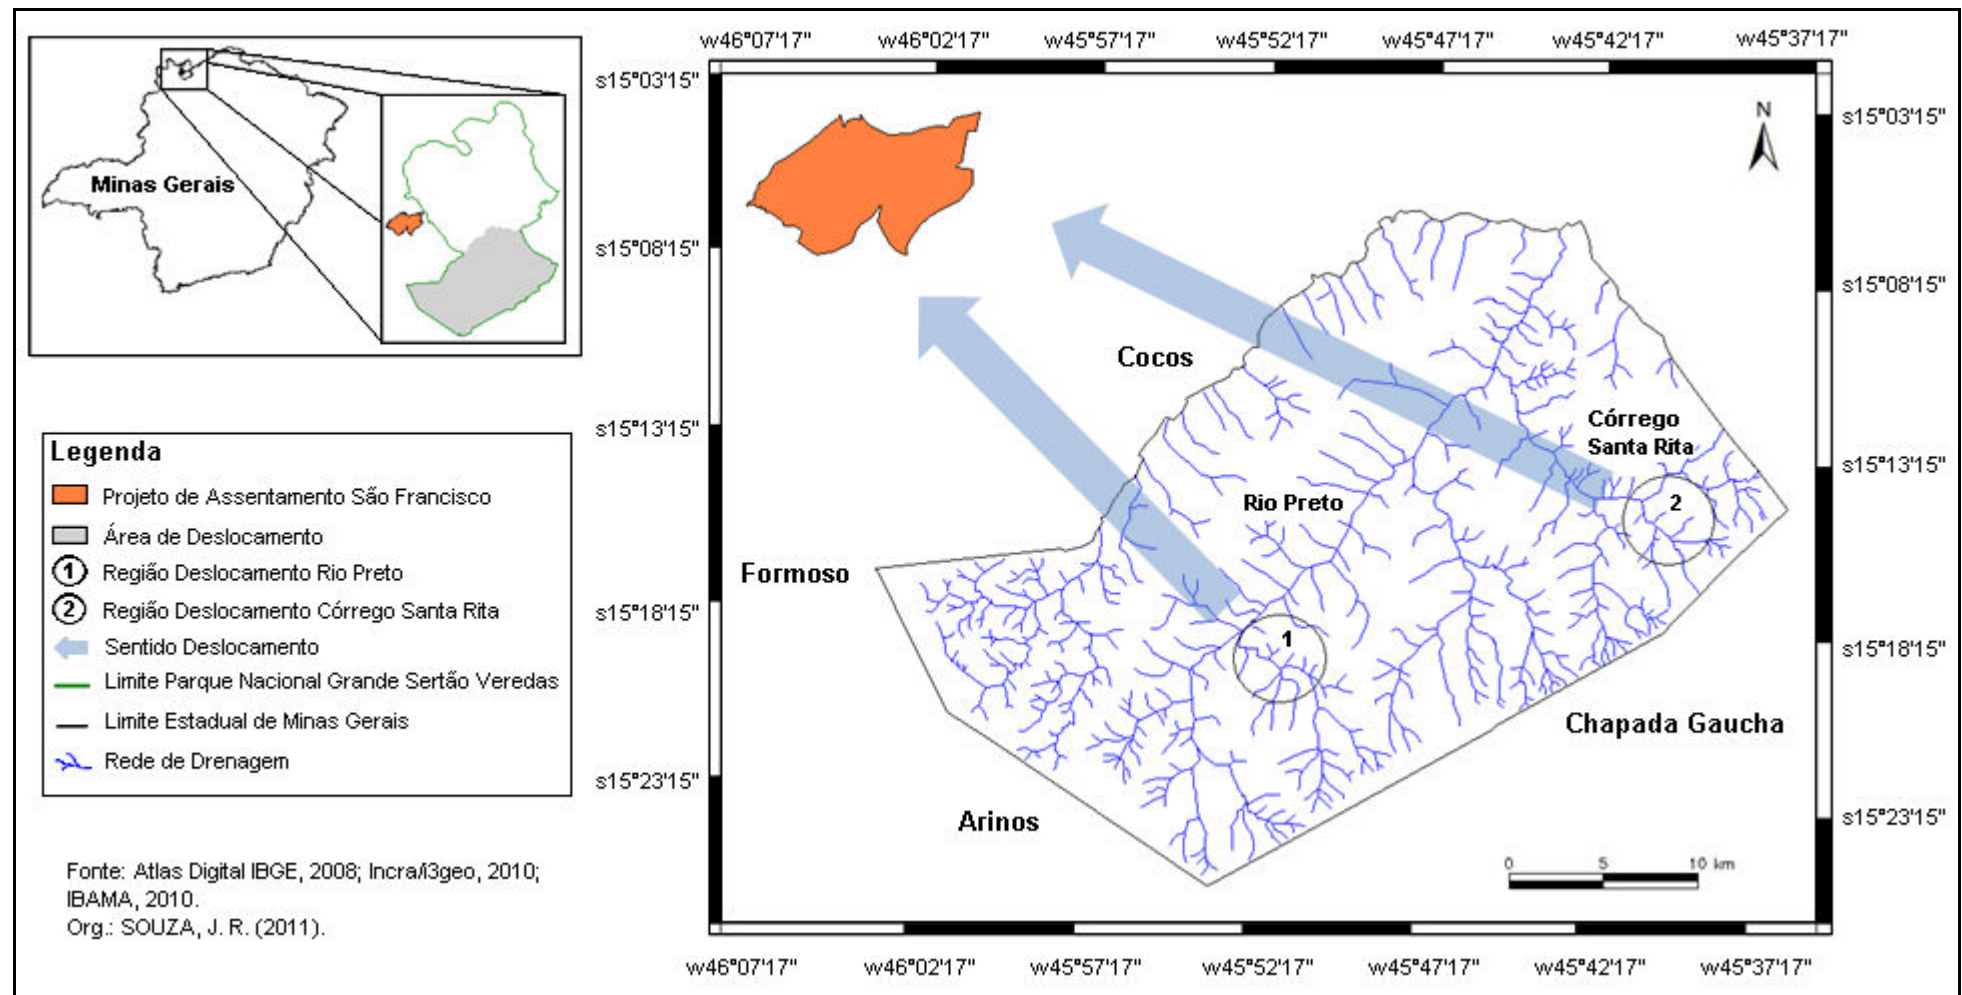 Minas Gerais
Legenda
Projeto de Assentamento São Francisco
Área de Deslocamento
1 Região Deslocamento Rio Preto
2 Região Deslocamento Córrego Santa Rita
Sentido Deslocamento
Limite Parque Nacional Grande Sertão Veredas
Limite Estadual de Minas Gerais
Rede de Drenagem
Fonte: Atlas Digital IBGE, 2008; Incra/i3geo, 2010;
IBAMA, 2010.
Org.: SOUZA, J. R. (2011).
w46°07'17" w46°02'17" w45°57'17" w45°52'17" w45°47'17" w45°42'17" w45°37'17"
s15°03'15"
s15°08'15"
s15°13'15"
s15°18'15"
s15°23'15"
N
Cocos
Córrego
Santa Rita
Rio Preto
2
Formoso
1
Chapada Gaucha
Arinos
0 5 10 km
s15°03'15"
s15°08'15"
s15°13'15"
s15°18'15"
s15°23'15"
w46°07'17" w46°02'17" w45°57'17" w45°52'17" w45°47'17" w45°42'17" w45°37'17"